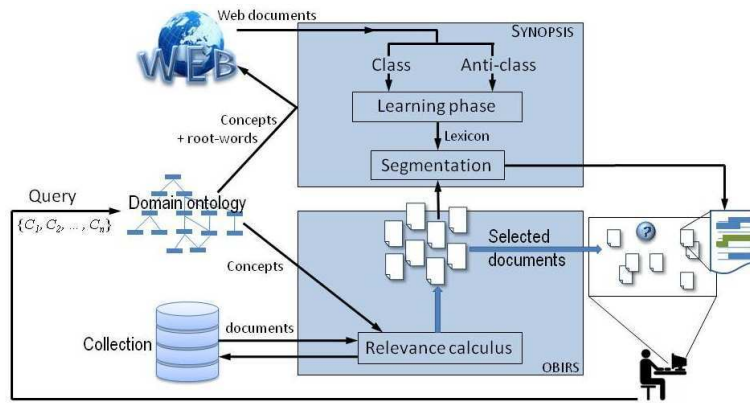 Web documents
SYNOPSIS
WEB
Class
Anti-class
Learning phase
Concepts
+ root-words
Lexicon
Segmentation
Query
{C1, C2, ... , Cn}
Domain ontology
Selected
documents
?
Concepts
documents
Collection
Relevance calculus
OBIRS